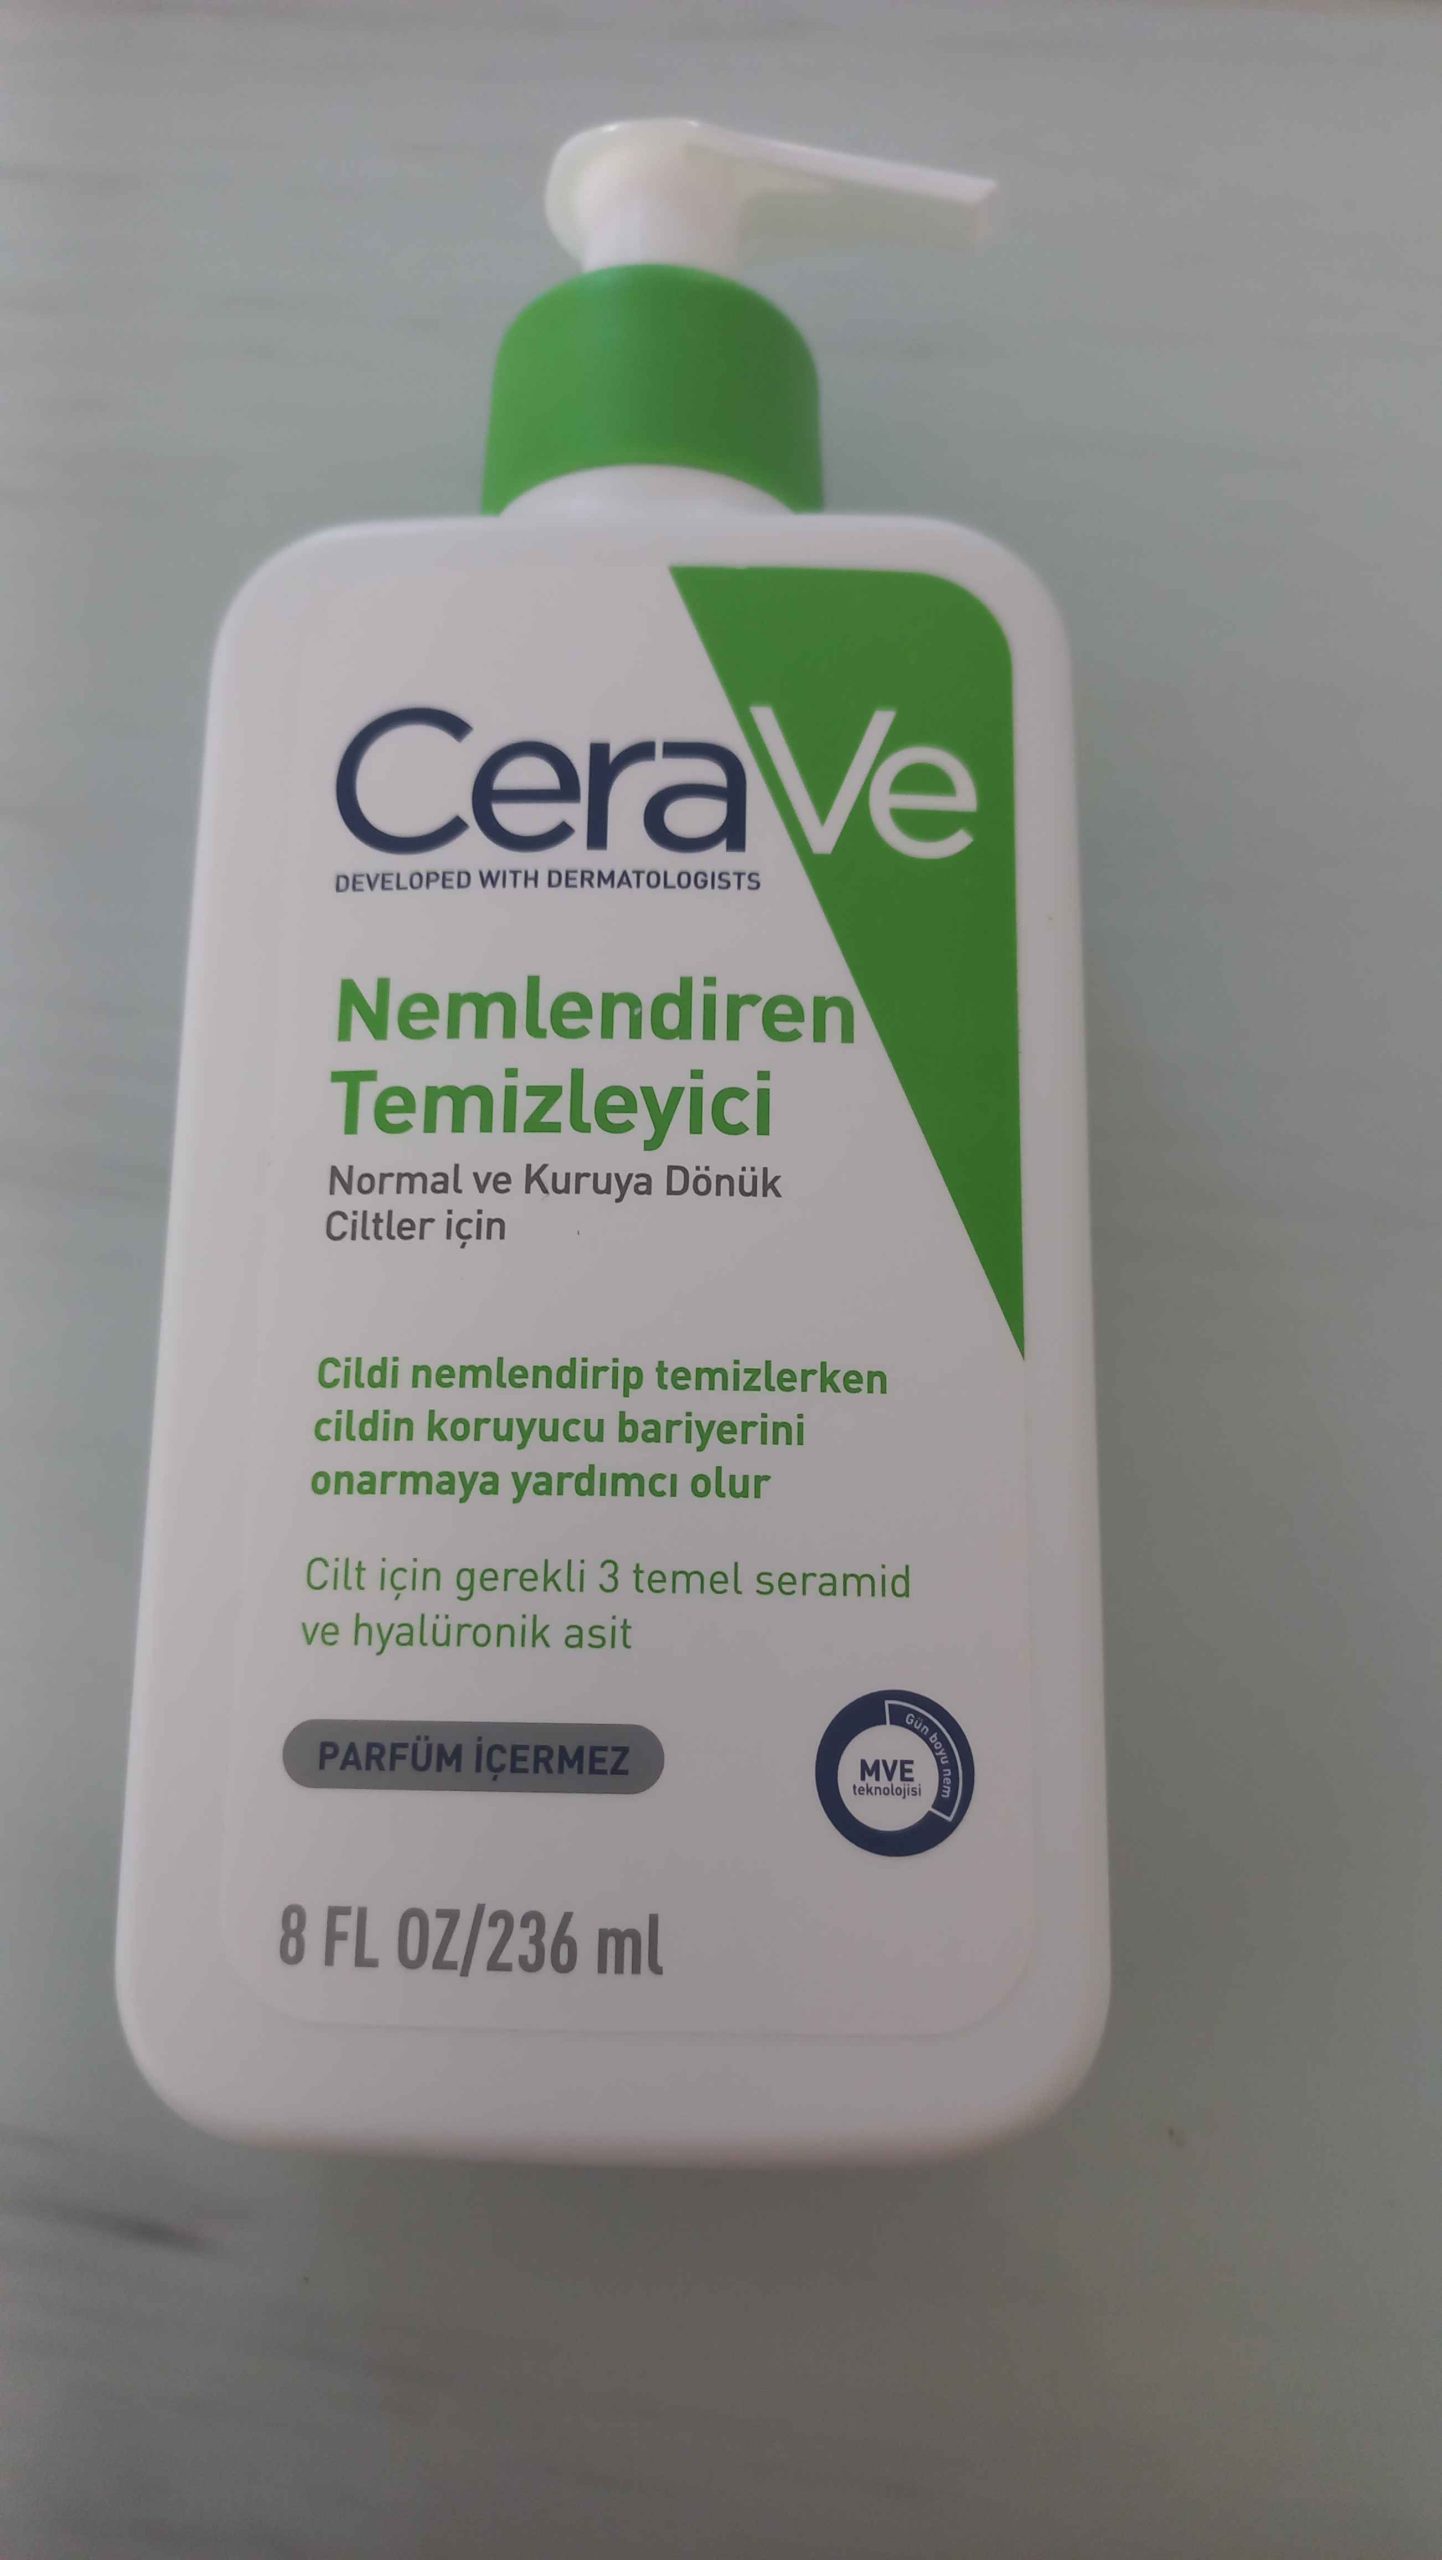 CeraVe
DEVELOPED WITH DERMATOLOGISTS
Nemlendiren
Temizleyici
Normal ve Kuruya Dönük
Ciltler için
Cildi nemlendirip temizlerken
cildin koruyucu bariyerini
onarmaya yardımcı olur
Cilt için gerekli 3 temel seramid
ve hyalüronik asit
PARFÜM İÇERMEZ
Gün boyu nem
MVE
teknolojisi
8 FL OZ/236 ml